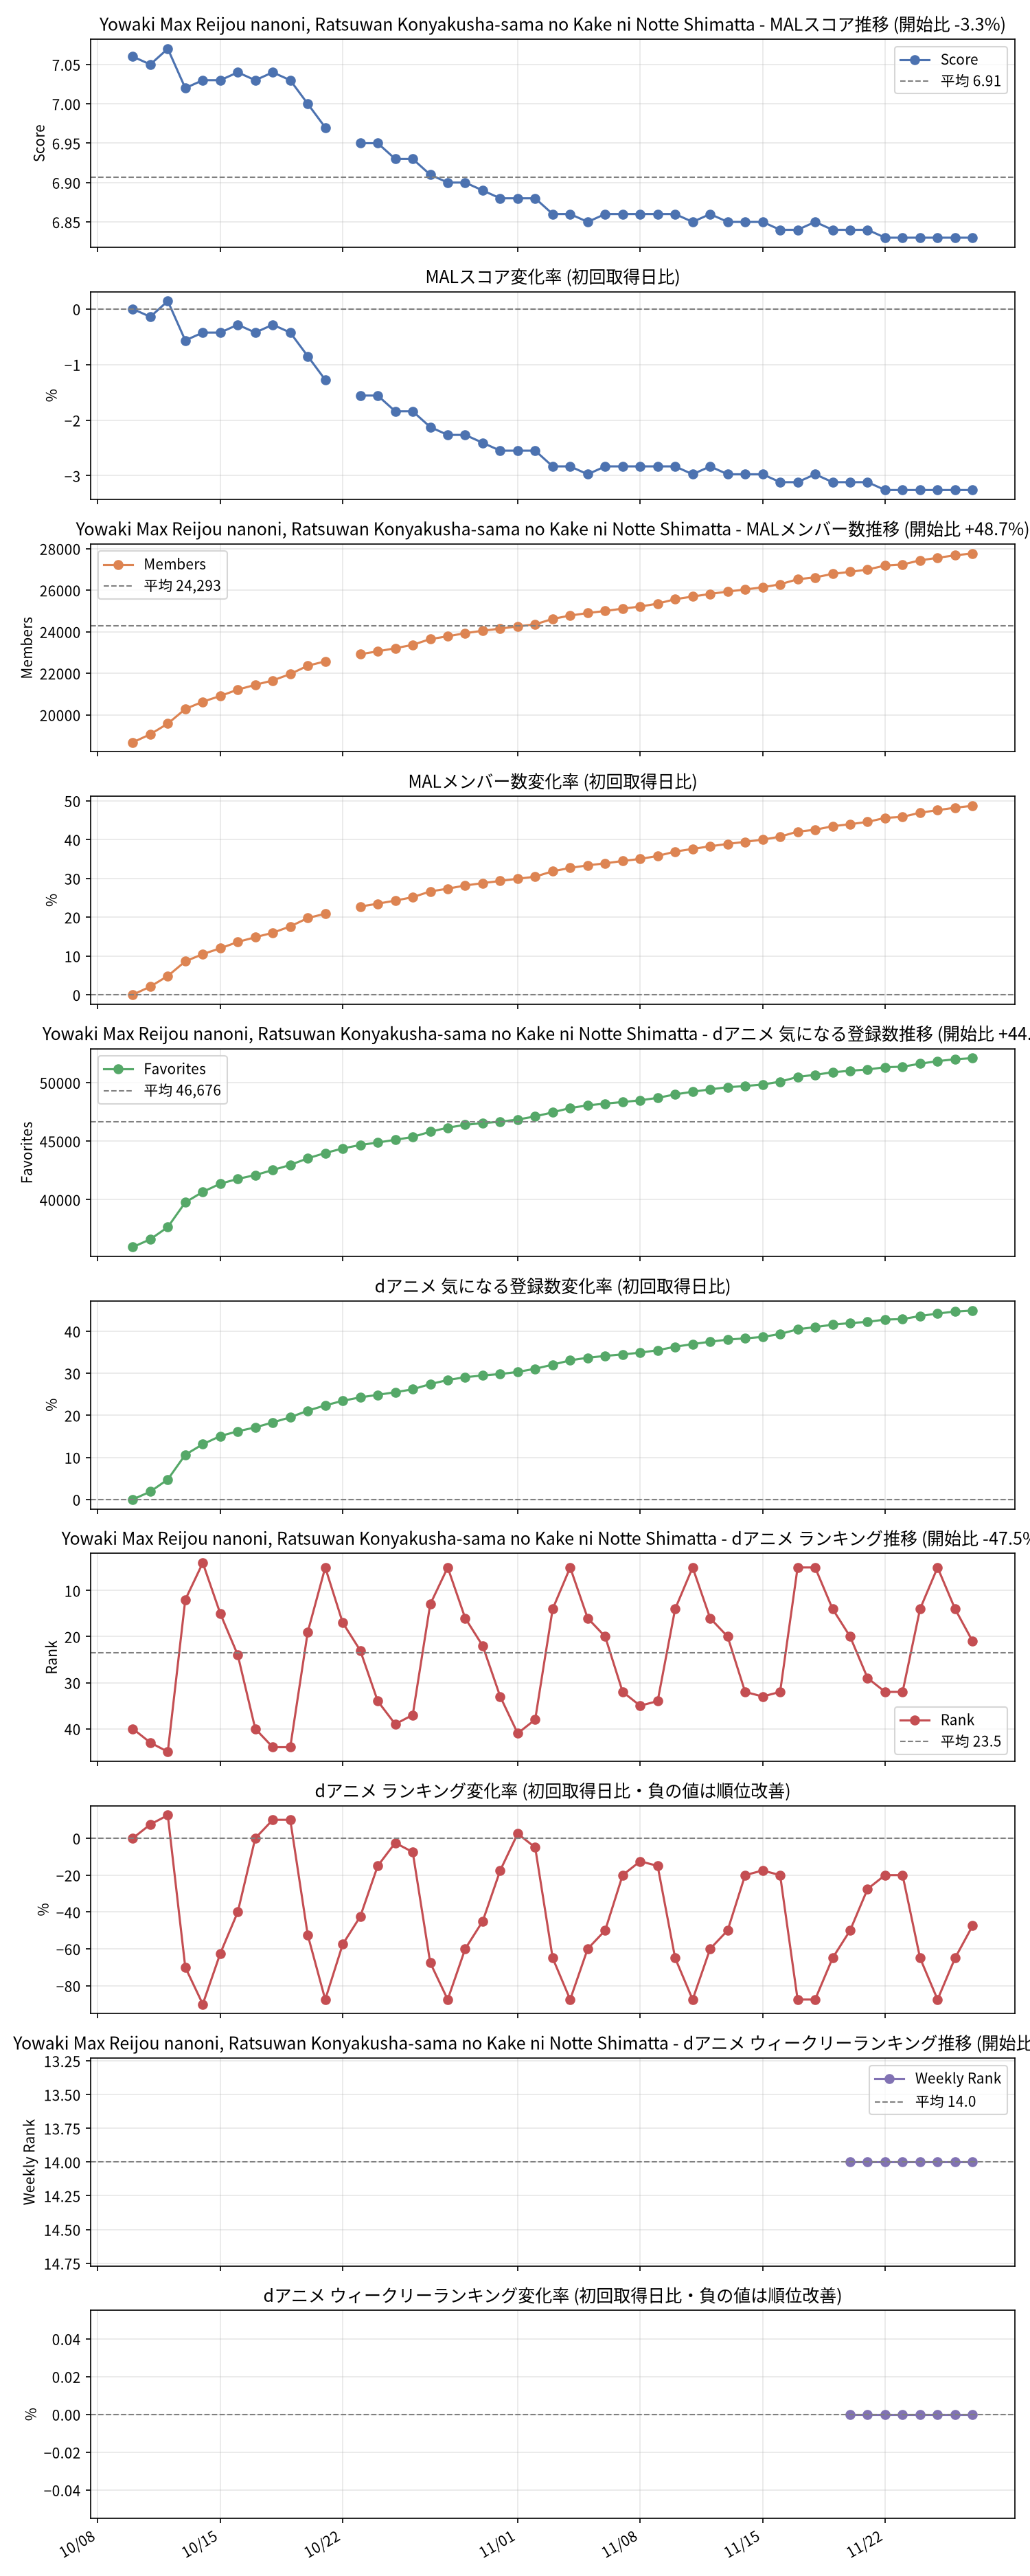 Yowaki Max Reijou nanoni, Ratsuwan Konyakusha-sama no Kake ni Notte Shimatta - MALスコア推移 (開始比 -3.3%)
Score
7.05
7.00
6.95
6.90
6.85
Score
平均 6.91
MALスコア変化率 (初回取得日比)
%
0
−1
−2
−3
Yowaki Max Reijou nanoni, Ratsuwan Konyakusha-sama no Kake ni Notte Shimatta - MALメンバー数推移 (開始比 +48.7%)
Members
28000
26000
24000
22000
20000
Members
平均 24,293
MALメンバー数変化率 (初回取得日比)
%
50
40
30
20
10
0
Yowaki Max Reijou nanoni, Ratsuwan Konyakusha-sama no Kake ni Notte Shimatta - dアニメ 気になる登録数推移 (開始比 +44.
Favorites
50000
45000
40000
Favorites
平均 46,676
dアニメ 気になる登録数変化率 (初回取得日比)
%
40
30
20
10
0
Yowaki Max Reijou nanoni, Ratsuwan Konyakusha-sama no Kake ni Notte Shimatta - dアニメ ランキング推移 (開始比 -47.5%
Rank
10
20
30
40
Rank
平均 23.5
dアニメ ランキング変化率 (初回取得日比・負の値は順位改善)
%
0
−20
−40
−60
−80
Yowaki Max Reijou nanoni, Ratsuwan Konyakusha-sama no Kake ni Notte Shimatta - dアニメ ウィークリーランキング推移 (開始比
Weekly Rank
13.25
13.50
13.75
14.00
14.25
14.50
14.75
Weekly Rank
平均 14.0
dアニメ ウィークリーランキング変化率 (初回取得日比・負の値は順位改善)
%
0.04
0.02
0.00
−0.02
−0.04
10/08
10/15
10/22
11/01
11/08
11/15
11/22